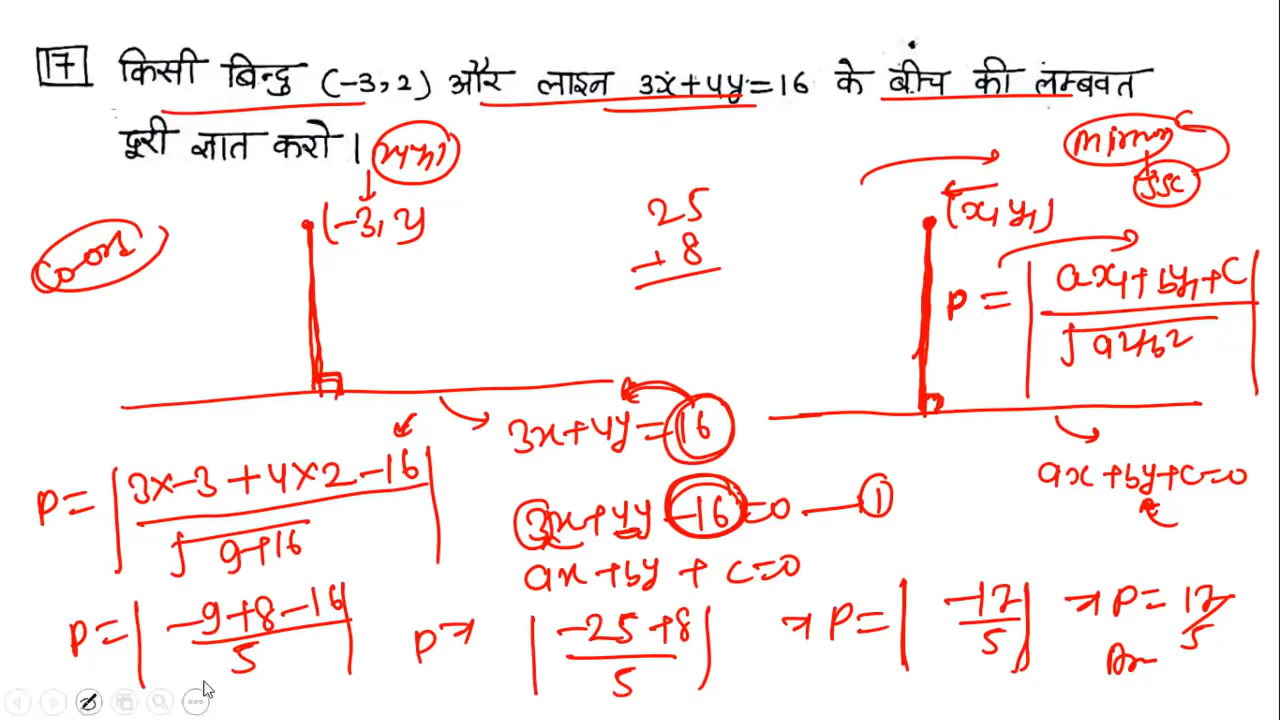 17 किसी बिन्दु (-3,2) और लाइन 3x+4y=16 के बीच की लम्बवत
दूरी ज्ञात करो।
(-3, 2)
25
+ 8
(x₁ y₁)
P = | ax₁+by₁+c / √a²+b² |
3x+4y=16
ax+by+c=0
P= | 3×-3+4×2-16 / √9+16 |
3x+4y-16=0 —— ①
ax+by+c=0
P= | -9+8-16 / 5 |
P → | -25+8 / 5 |
→ P= | -17 / 5 |
→ P= 17/5
Ans